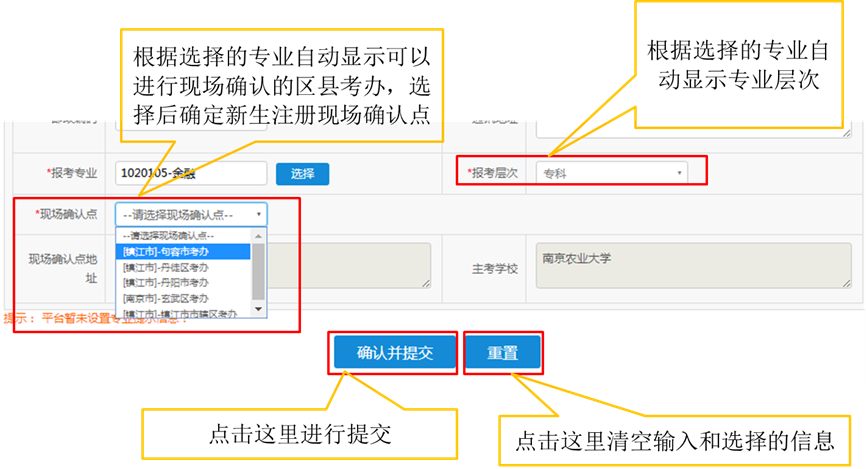 根据选择的专业自动显示可以
进行现场确认的区县考办，选
择后确定新生注册现场确认点
根据选择的专业自
动显示专业层次
*报考专业
1020105-金融
选择
*报考层次
专科
*现场确认点
--请选择现场确认点--
--请选择现场确认点--
[镇江市]-句容市考办
[镇江市]-丹徒区考办
[镇江市]-丹阳市考办
[南京市]-玄武区考办
[镇江市]-镇江市市辖区考办
现场确认点地
址
主考学校
南京农业大学
提示： 平台暂未设置专业提示信息！
确认并提交
重置
点击这里进行提交
点击这里清空输入和选择的信息